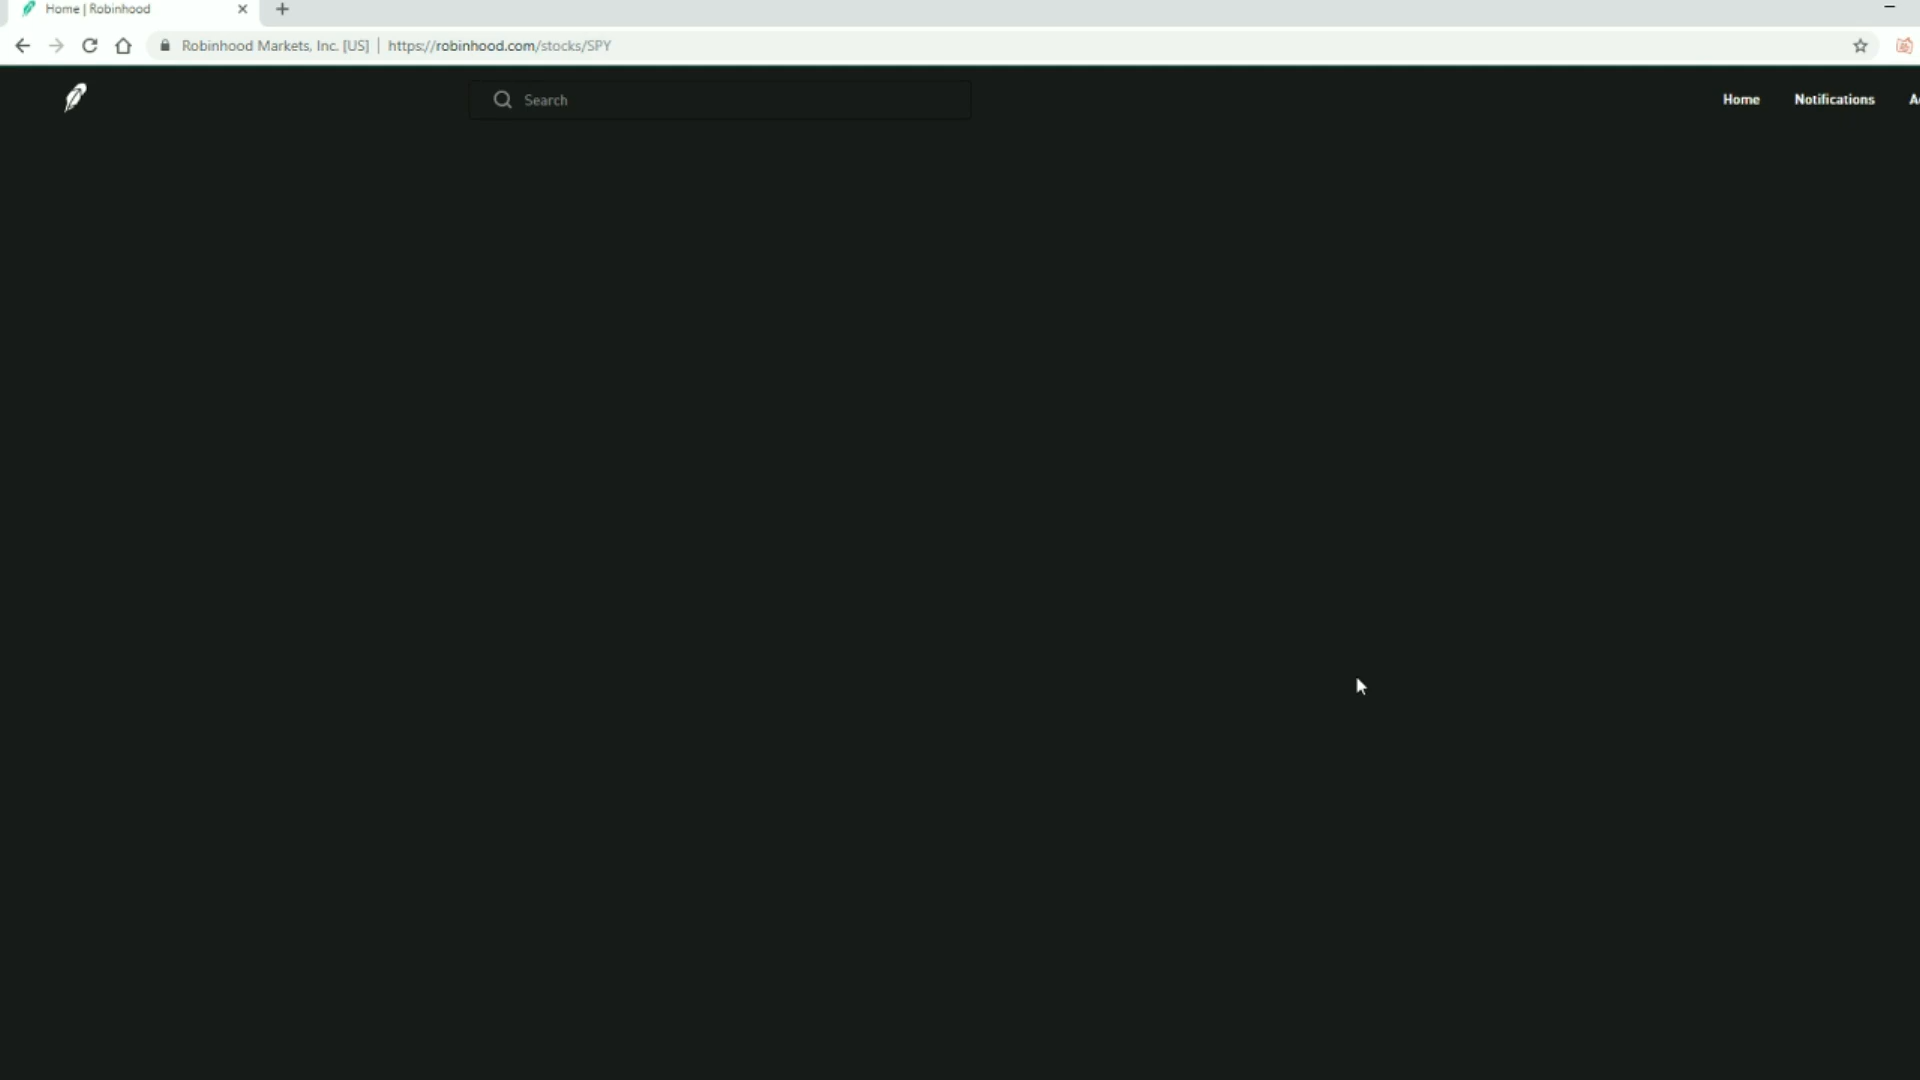 Home | Robinhood
Robinhood Markets, Inc. [US] | https://robinhood.com/stocks/SPY
Search
Home Notifications